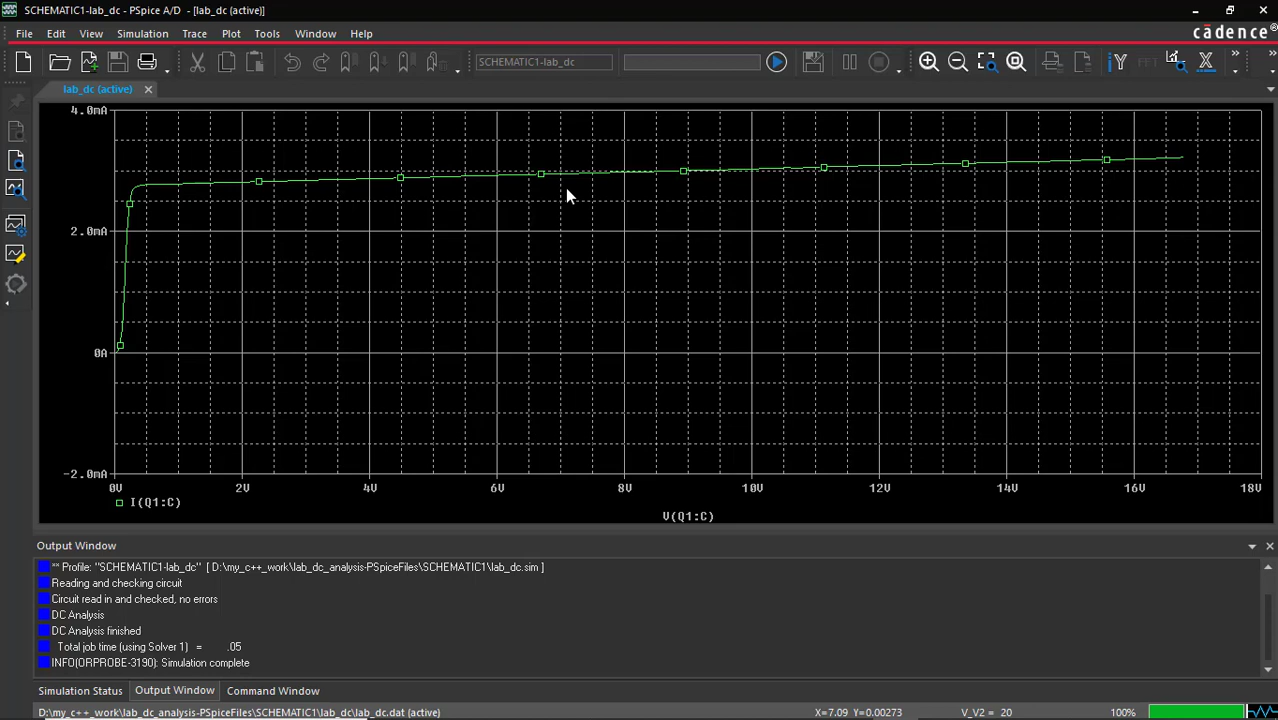 SCHEMATIC1-lab_dc - PSpice A/D - [lab_dc (active)]
File Edit View Simulation Trace Plot Tools Window Help
cādence®
SCHEMATIC1-lab_dc
lab_dc (active)
4.0mA
2.0mA
0A
-2.0mA
0V 2V 4V 6V 8V 10V 12V 14V 16V 18V
I(Q1:C)
V(Q1:C)
Output Window
** Profile: "SCHEMATIC1-lab_dc" [ D:\my_c++_work\lab_dc_analysis-PSpiceFiles\SCHEMATIC1\lab_dc.sim ]
Reading and checking circuit
Circuit read in and checked, no errors
DC Analysis
DC Analysis finished
Total job time (using Solver 1) = .05
INFO(ORPROBE-3190): Simulation complete
Simulation Status Output Window Command Window
D:\my_c++_work\lab_dc_analysis-PSpiceFiles\SCHEMATIC1\lab_dc\lab_dc.dat (active) X=7.09 Y=0.00273 V_V2 = 20 100%